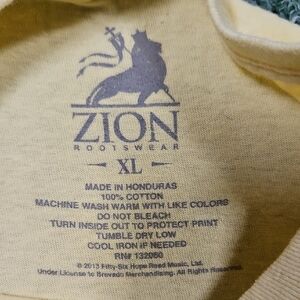 ZION
ROOTSWEAR
XL
MADE IN HONDURAS
100% COTTON
MACHINE WASH WARM WITH LIKE COLORS
DO NOT BLEACH
TURN INSIDE OUT TO PROTECT PRINT
TUMBLE DRY LOW
COOL IRON IF NEEDED
RN# 132060
© 2013 Fifty-Six Hope Road Music, Ltd.
Under License to Bravado Merchandising. All Rights Reserved.